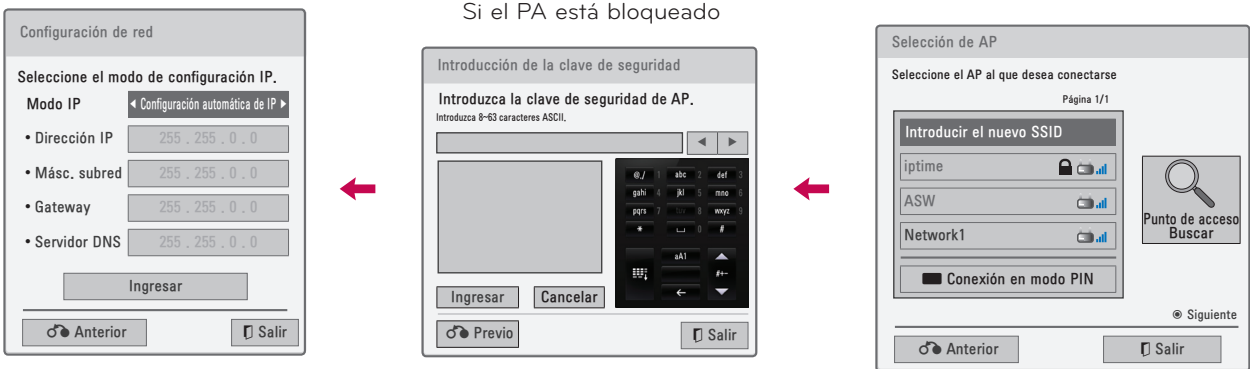 Configuración de red
Seleccione el modo de configuración IP.
Modo IP
◀ Configuración automática de IP ▶
• Dirección IP
255 . 255 . 0 . 0
• Másc. subred
255 . 255 . 0 . 0
• Gateway
255 . 255 . 0 . 0
• Servidor DNS
255 . 255 . 0 . 0
Ingresar
Anterior
Salir
Si el PA está bloqueado
Introducción de la clave de seguridad
Introduzca la clave de seguridad de AP.
Introduzca 8~63 caracteres ASCII.
◀ ▶
@./ 1 abc 2 def 3
gahi 4 jkl 5 mno 6
pqrs 7 tuv 8 wxyz 9
* 0 #
aA1
#+-
Ingresar
Cancelar
Previo
Salir
Selección de AP
Seleccione el AP al que desea conectarse
Página 1/1
Introducir el nuevo SSID
iptime
ASW
Network1
Conexión en modo PIN
Punto de acceso
Buscar
◉ Siguiente
Anterior
Salir